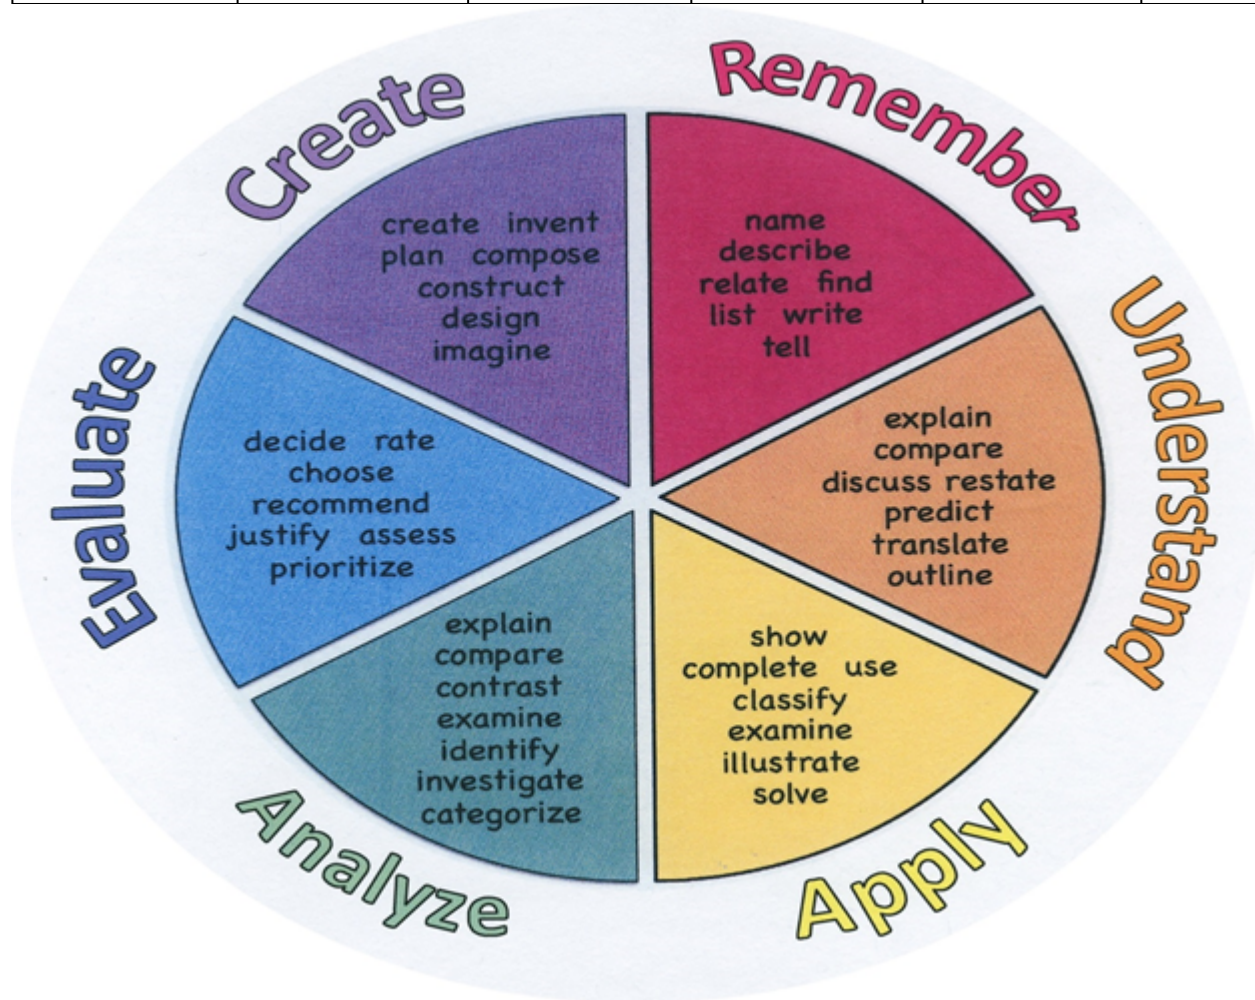 Remember
name
describe
relate find
list write
tell
Understand
explain
compare
discuss restate
predict
translate
outline
Apply
show
complete use
classify
examine
illustrate
solve
Analyze
explain
compare
contrast
examine
identify
investigate
categorize
Evaluate
decide rate
choose
recommend
justify assess
prioritize
Create
create invent
plan compose
construct
design
imagine